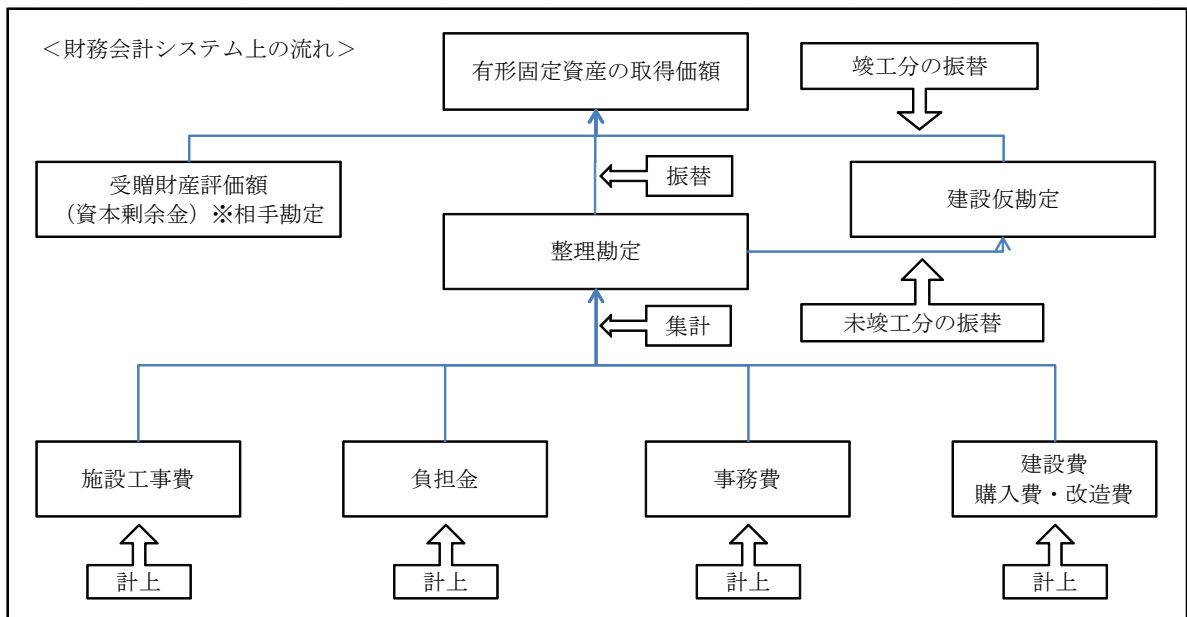 ＜財務会計システム上の流れ＞
有形固定資産の取得価額
竣工分の振替
受贈財産評価額
（資本剰余金）※相手勘定
振替
建設仮勘定
整理勘定
集計
未竣工分の振替
施設工事費
負担金
事務費
建設費
購入費・改造費
計上
計上
計上
計上